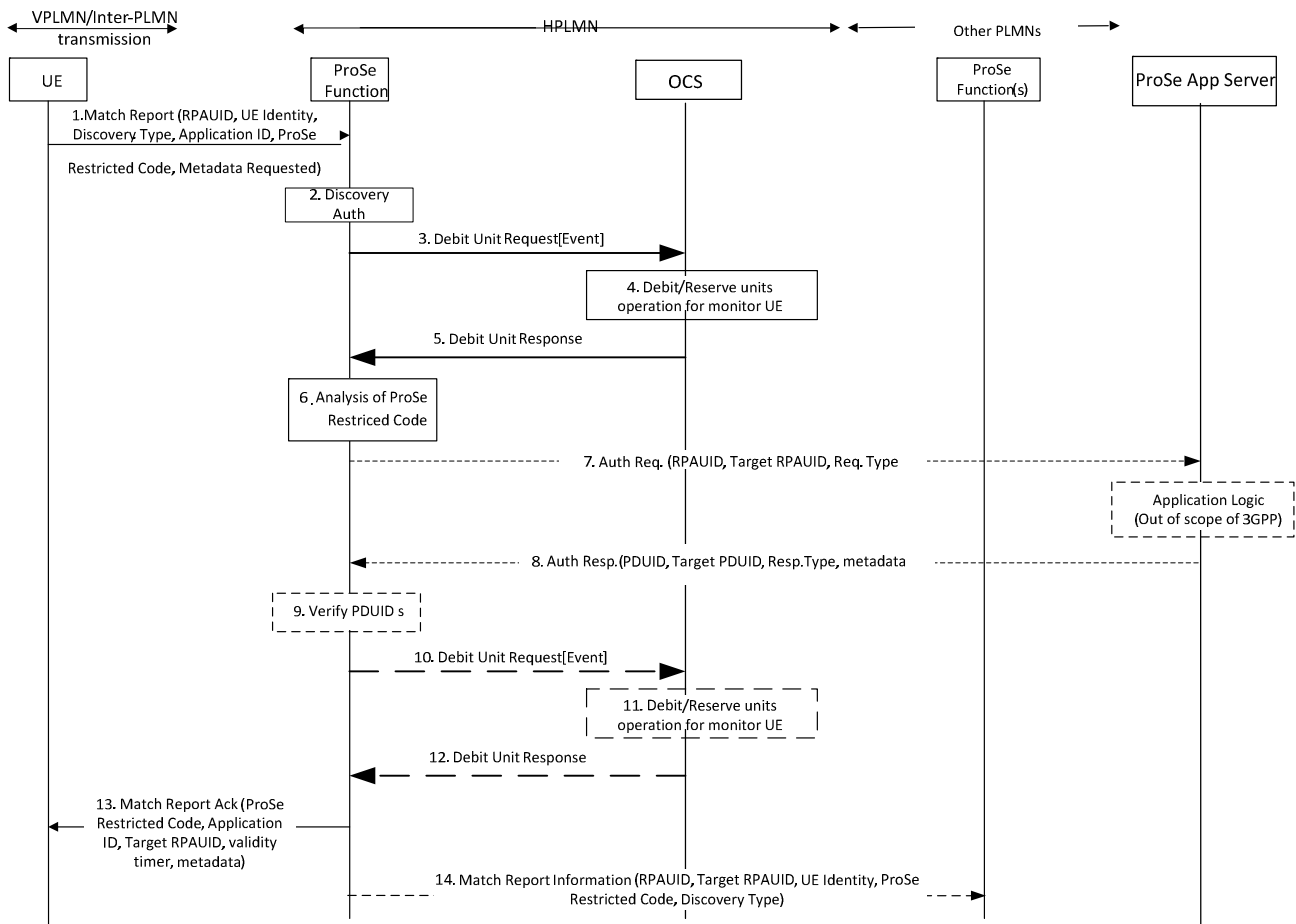 VPLMN/Inter-PLMN
transmission
HPLMN
Other PLMNs
UE
ProSe
Function
OCS
ProSe
Function(s)
ProSe App Server
1.Match Report (RPAUID, UE Identity,
Discovery Type, Application ID, ProSe
Restricted Code, Metadata Requested)
2. Discovery
Auth
3. Debit Unit Request[Event]
4. Debit/Reserve units
operation for monitor UE
5. Debit Unit Response
6. Analysis of ProSe
Restriced Code
7. Auth Req. (RPAUID, Target RPAUID, Req. Type
Application Logic
(Out of scope of 3GPP)
8. Auth Resp.(PDUID, Target PDUID, Resp.Type, metadata
9. Verify PDUID s
10. Debit Unit Request[Event]
11. Debit/Reserve units
operation for monitor UE
12. Debit Unit Response
13. Match Report Ack (ProSe
Restricted Code, Application
ID, Target RPAUID, validity
timer, metadata)
14. Match Report Information (RPAUID, Target RPAUID, UE Identity, ProSe
Restricted Code, Discovery Type)